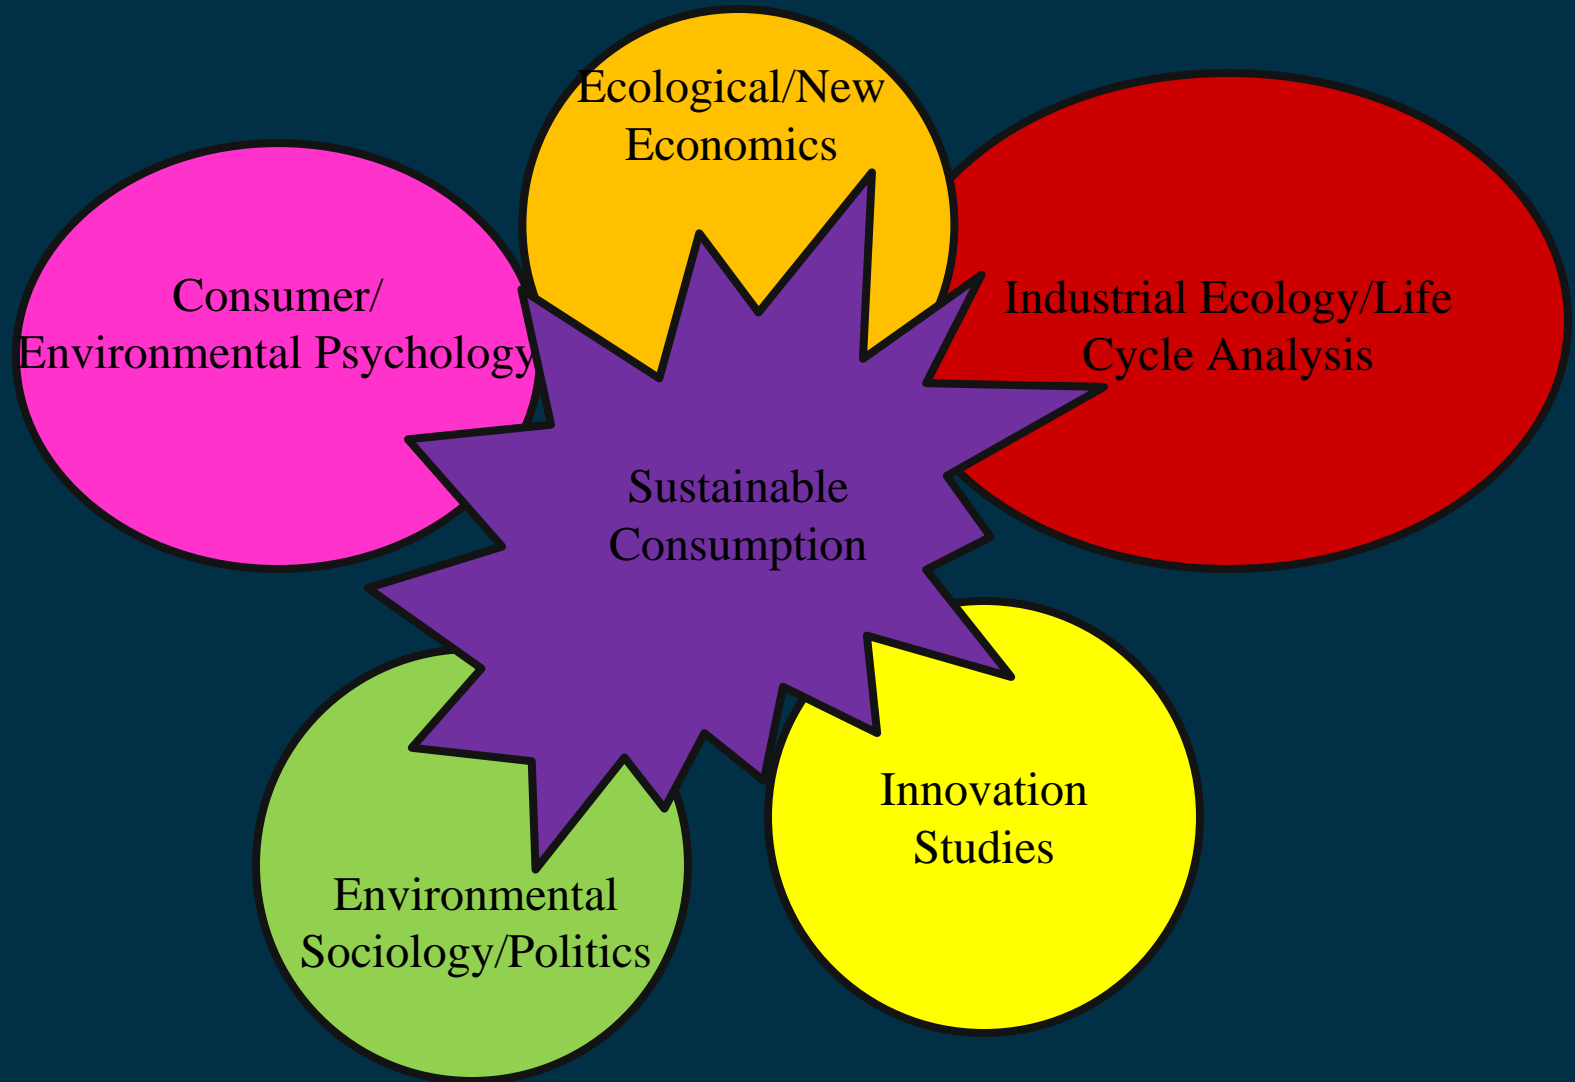 Ecological/New
Economics
Consumer/
Environmental Psychology
Industrial Ecology/Life
Cycle Analysis
Sustainable
Consumption
Innovation
Studies
Environmental
Sociology/Politics